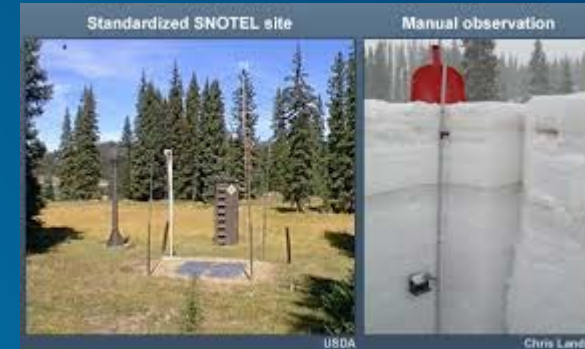 Standardized SNOTEL site
Manual observation
USDA
Chris Land